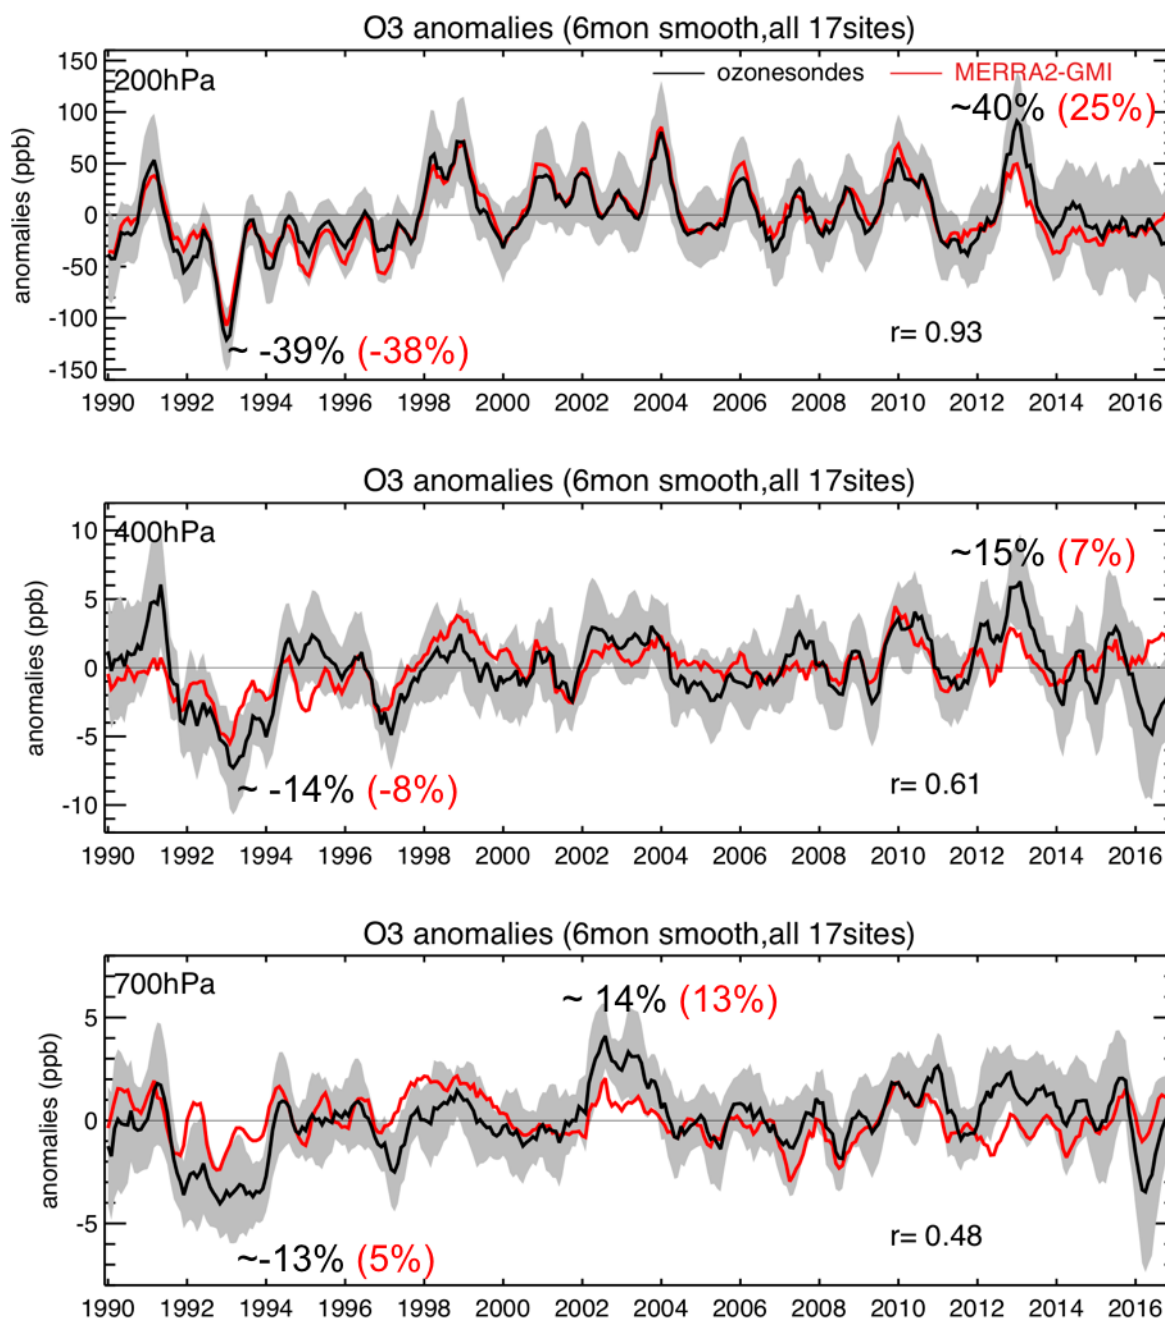 O3 anomalies (6mon smooth,all 17sites)
200hPa
ozonesondes MERRA2-GMI
~40% (25%)
anomalies (ppb)
150
100
50
0
-50
-100
-150
~ -39% (-38%)
r= 0.93
1990 1992 1994 1996 1998 2000 2002 2004 2006 2008 2010 2012 2014 2016
O3 anomalies (6mon smooth,all 17sites)
400hPa
~15% (7%)
anomalies (ppb)
10
5
0
-5
-10
~ -14% (-8%)
r= 0.61
1990 1992 1994 1996 1998 2000 2002 2004 2006 2008 2010 2012 2014 2016
O3 anomalies (6mon smooth,all 17sites)
700hPa
~ 14% (13%)
anomalies (ppb)
5
0
-5
r= 0.48
~-13% (5%)
1990 1992 1994 1996 1998 2000 2002 2004 2006 2008 2010 2012 2014 2016